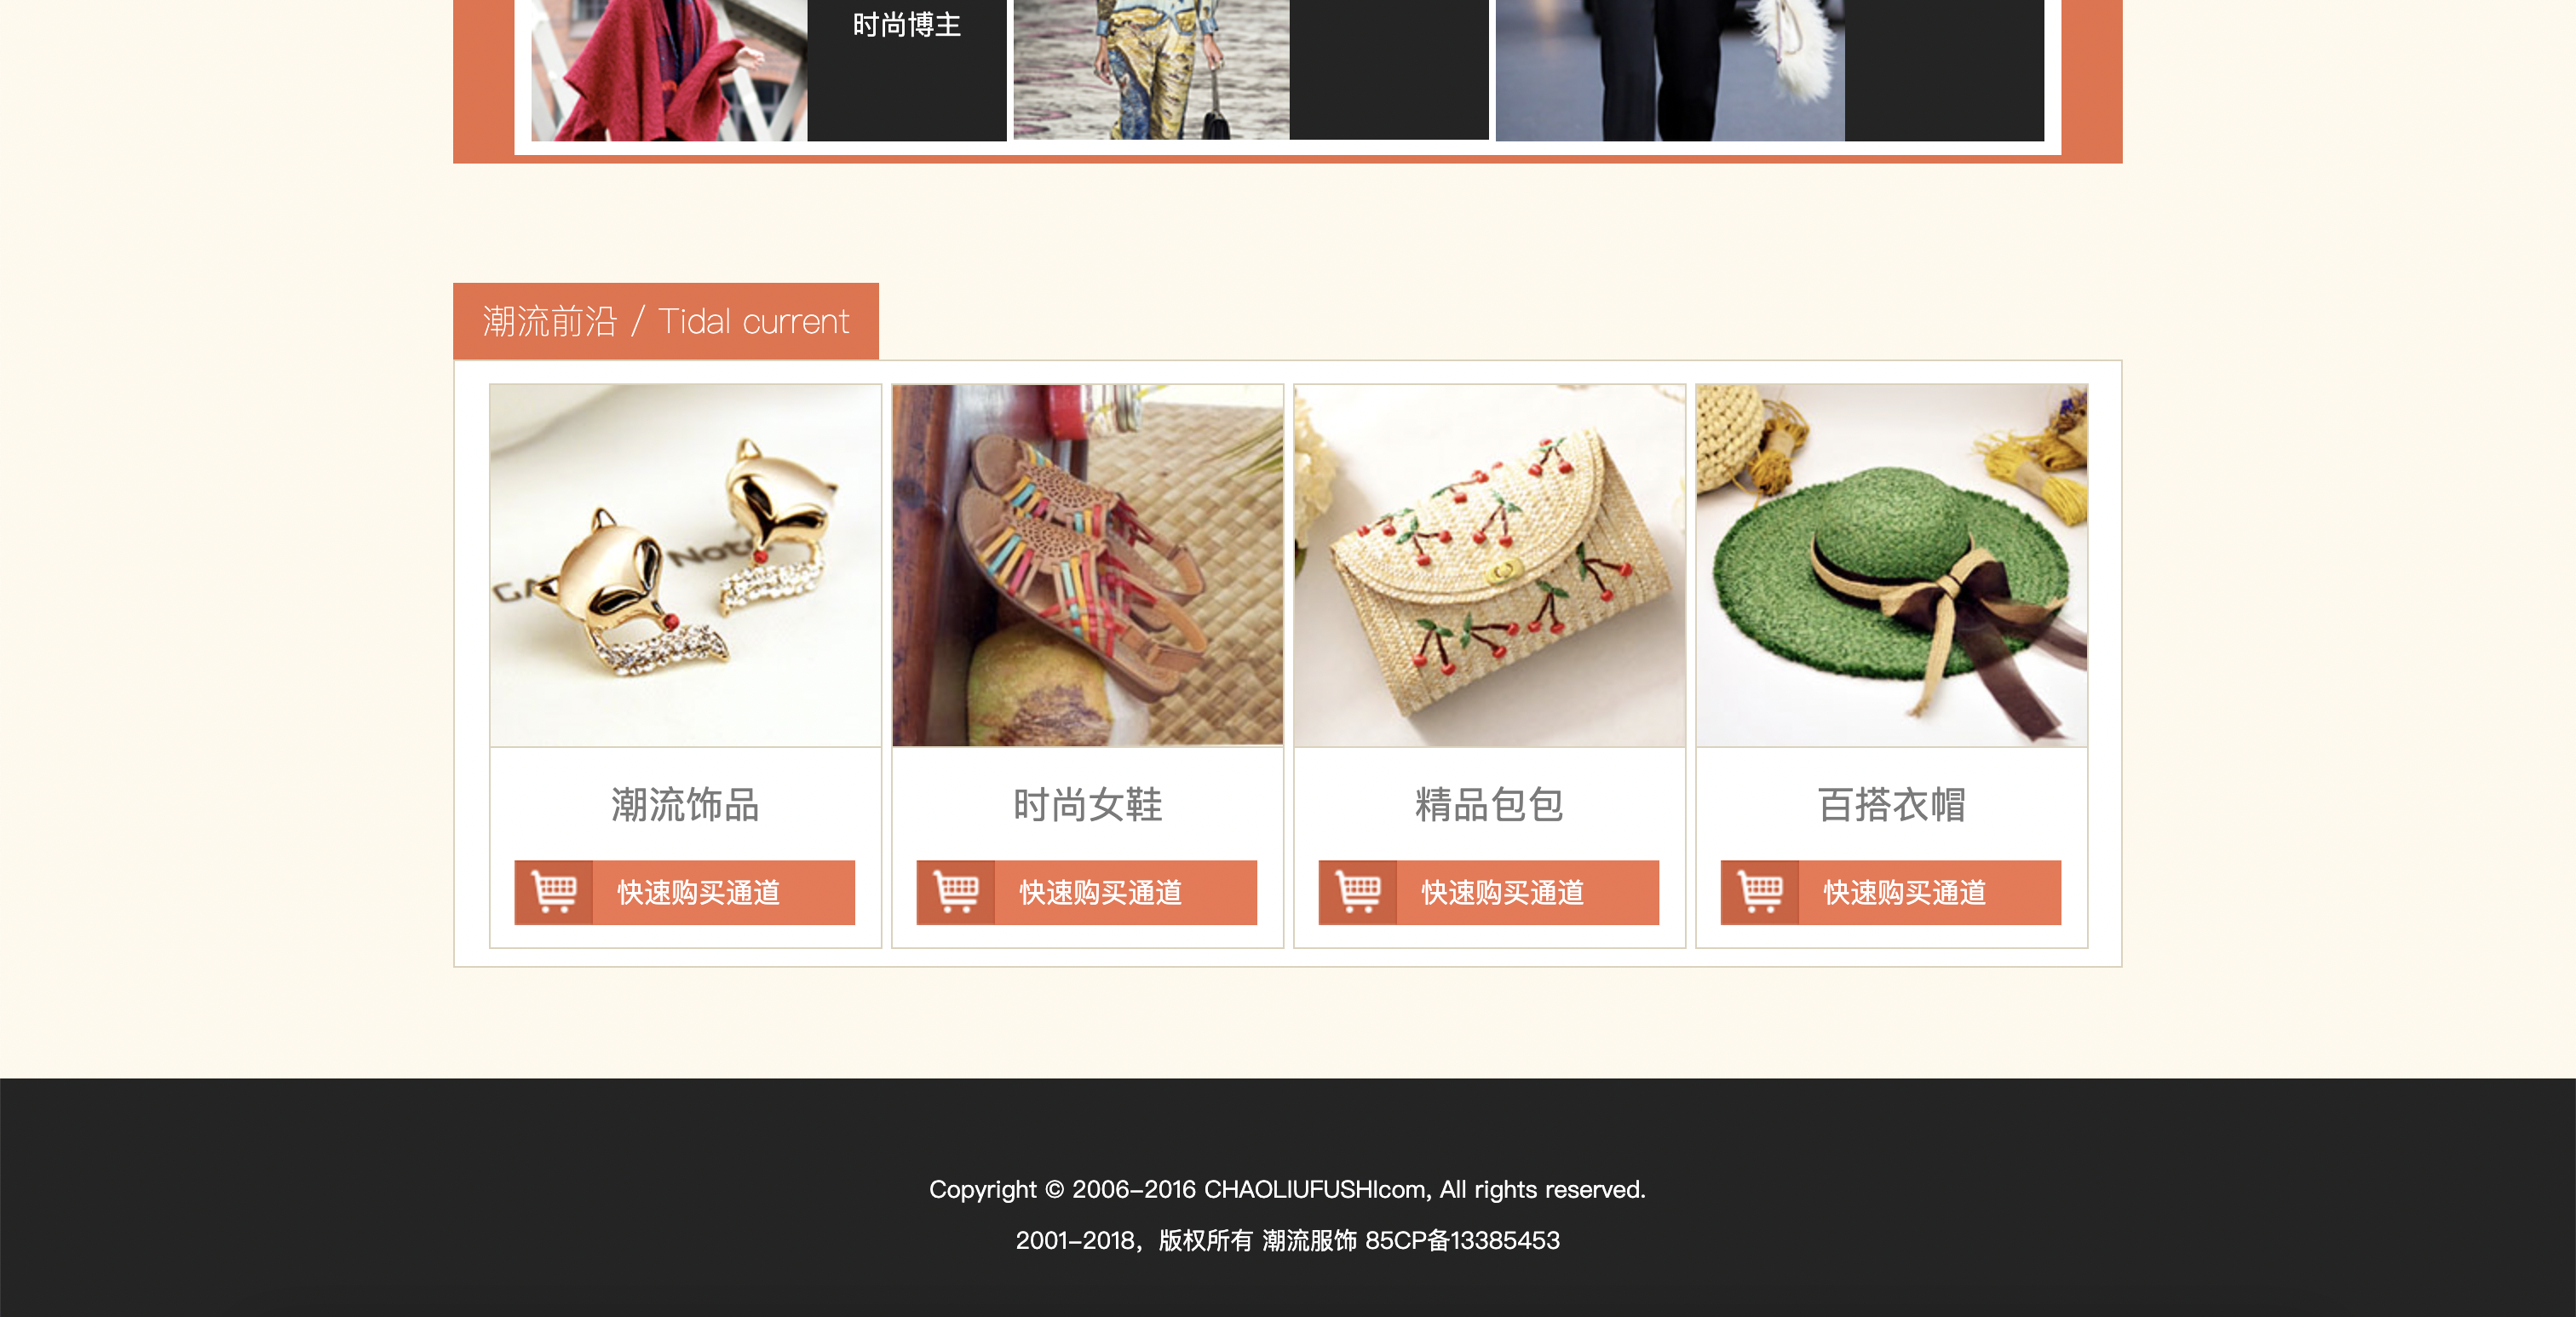 时尚博主
潮流前沿 / Tidal current
GA
Note
潮流饰品
时尚女鞋
精品包包
百搭衣帽
快速购买通道
快速购买通道
快速购买通道
快速购买通道
Copyright © 2006-2016 CHAOLIUFUSHIcom, All rights reserved.
2001-2018，版权所有 潮流服饰 85CP备13385453